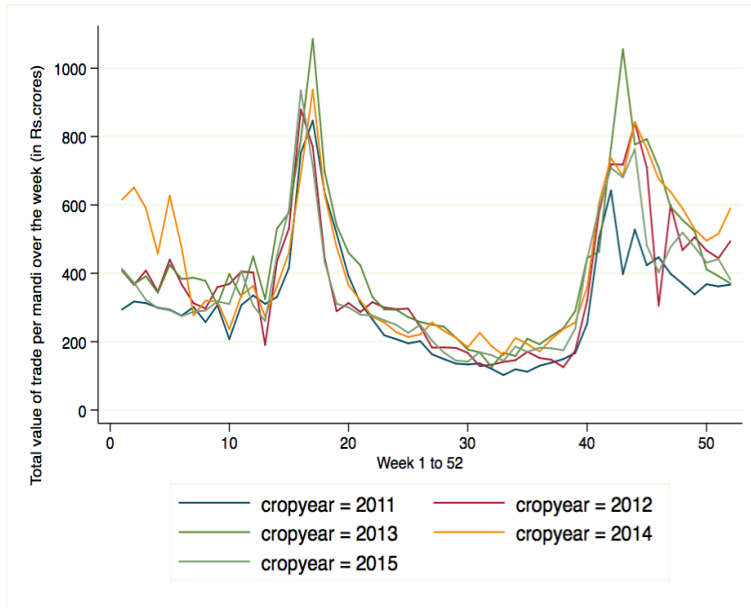 Total value of trade per mandi over the week (in Rs.crores)
1000
800
600
400
200
0
0 10 20 30 40 50
Week 1 to 52
cropyear = 2011 cropyear = 2012
cropyear = 2013 cropyear = 2014
cropyear = 2015